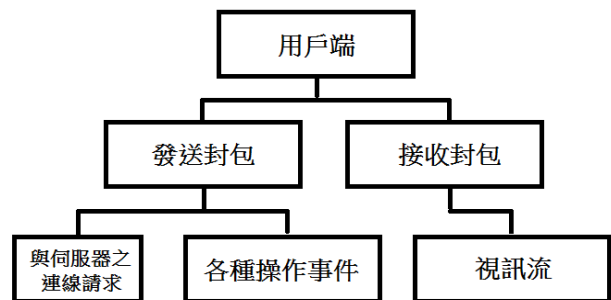 用戶端
發送封包
接收封包
與伺服器之
連線請求
各種操作事件
視訊流